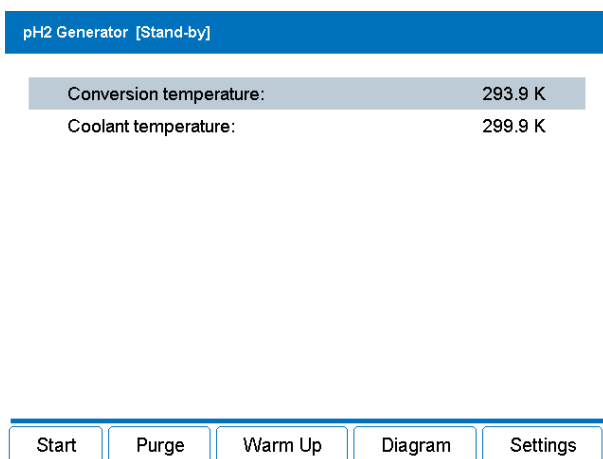 pH2 Generator [Stand-by]
Conversion temperature: 293.9 K
Coolant temperature: 299.9 K
Start Purge Warm Up Diagram Settings